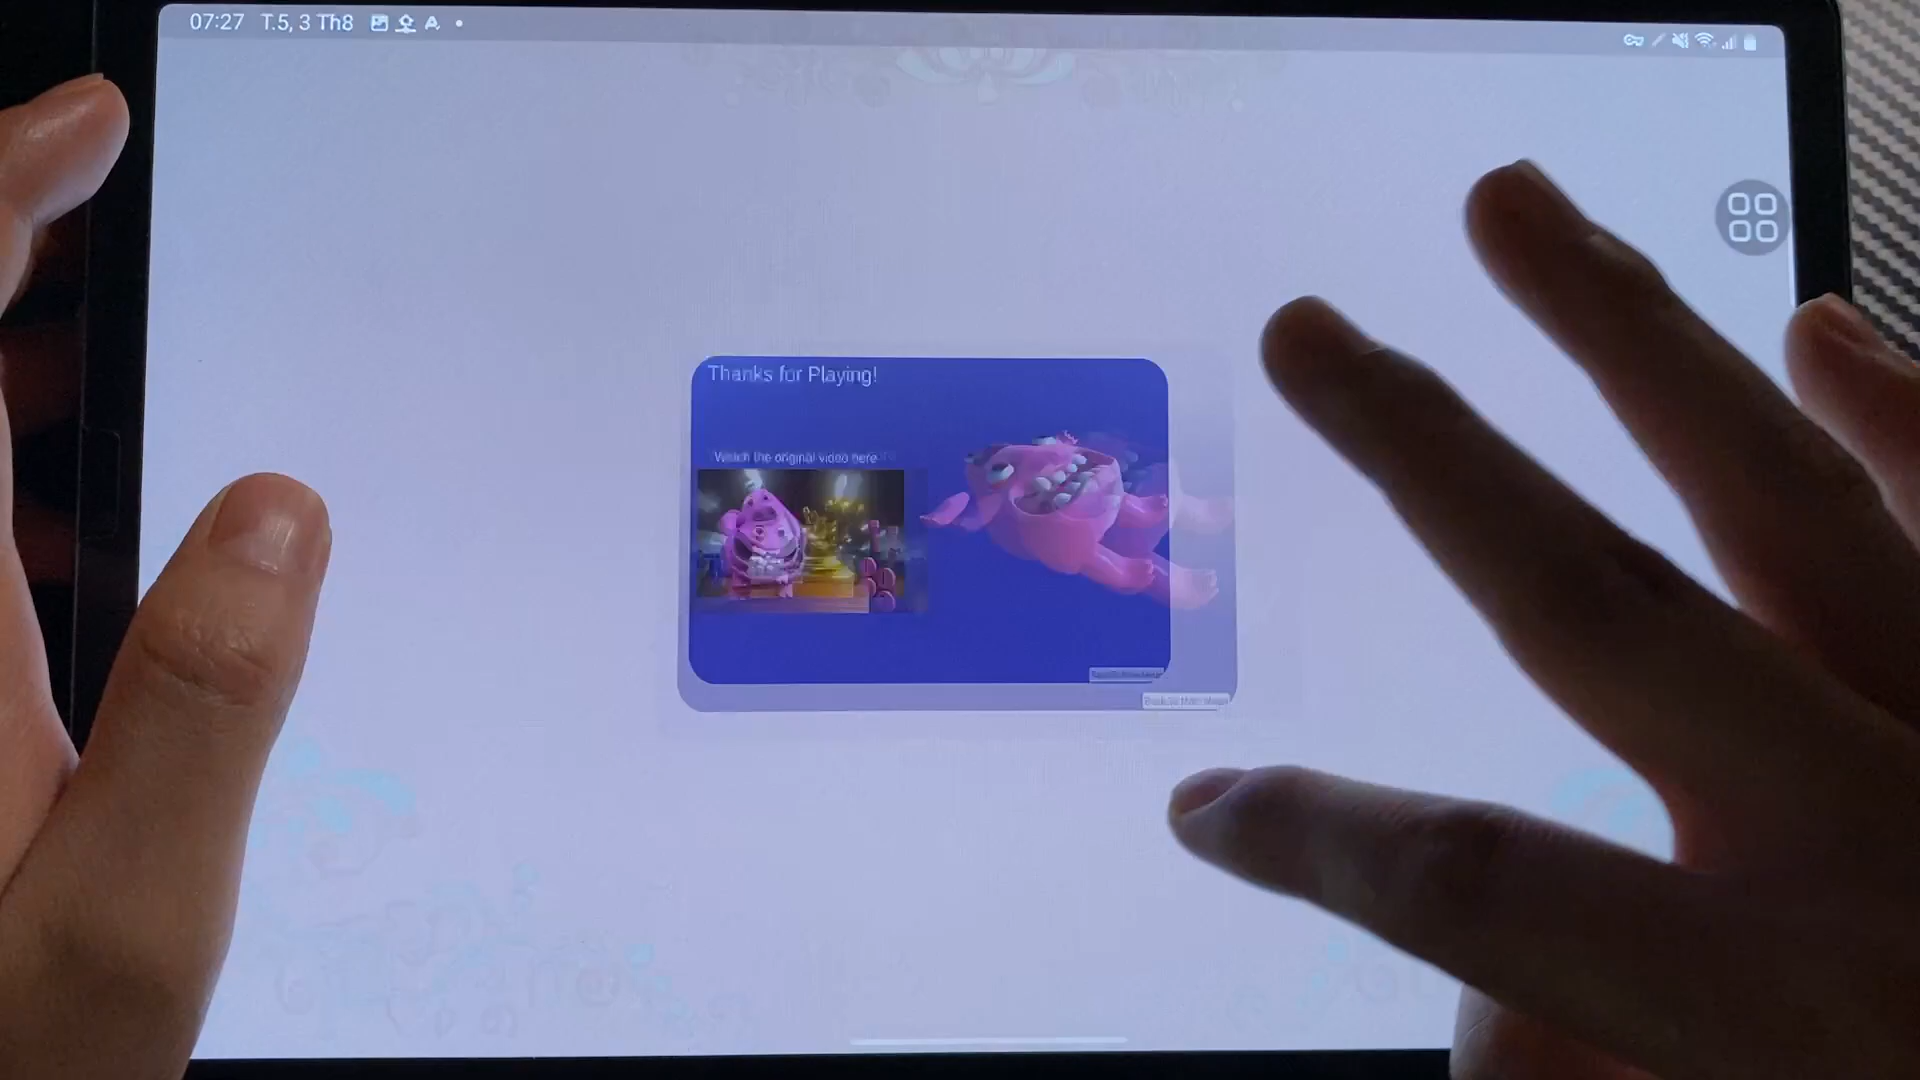 07:27 T.5, 3 Th8
Thanks for Playing!
Watch the original video here